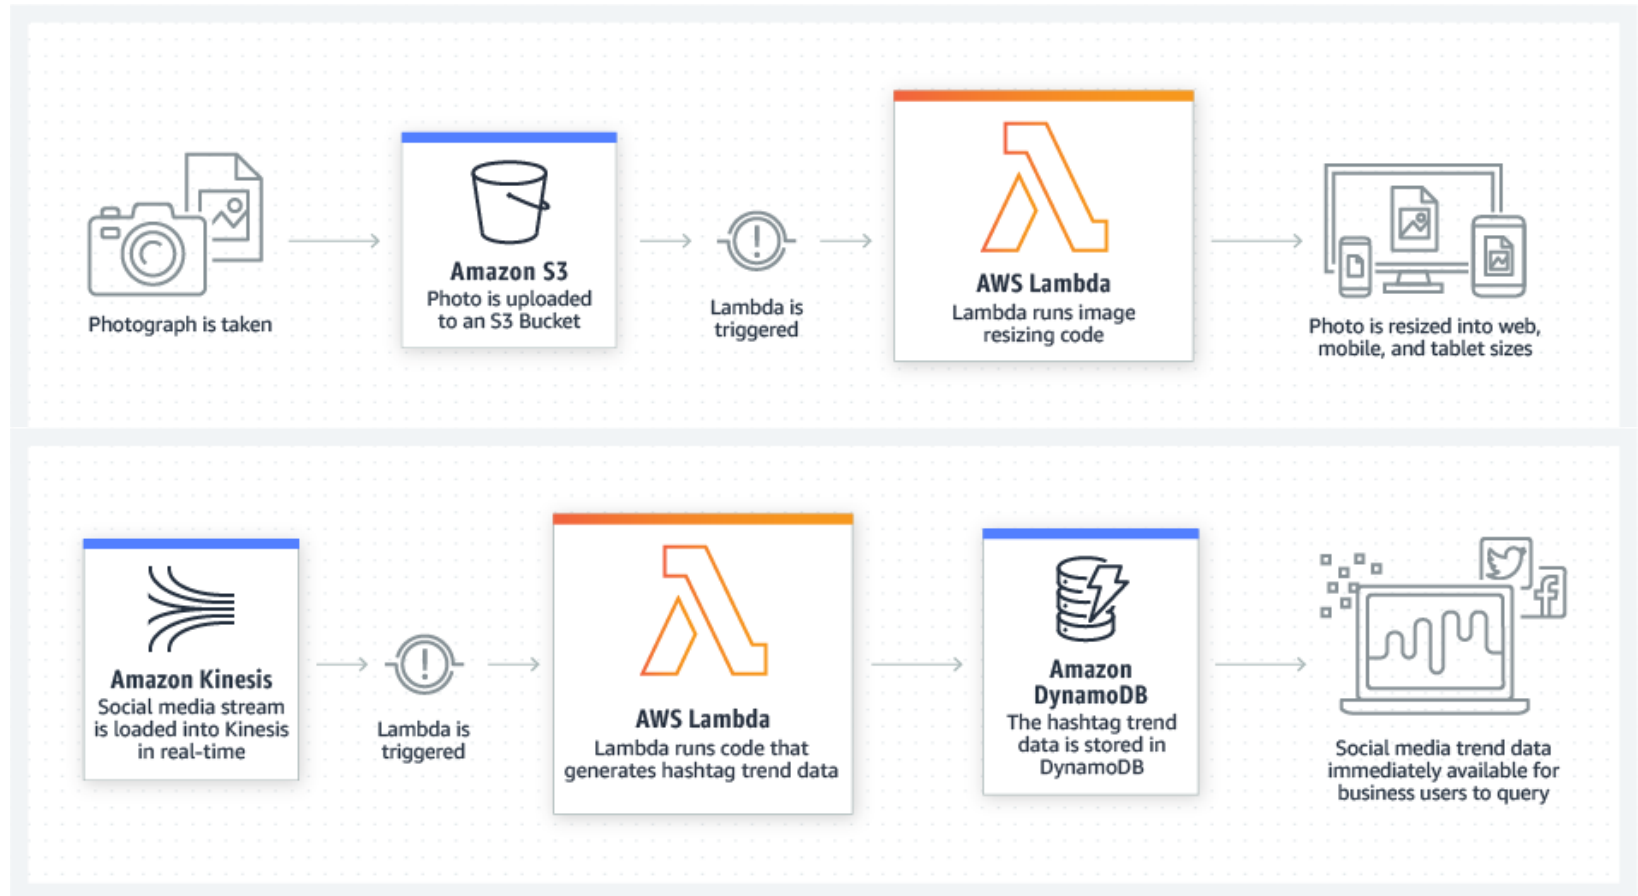 Photograph is taken
Amazon S3
Photo is uploaded
to an S3 Bucket
Lambda is
triggered
AWS Lambda
Lambda runs image
resizing code
Photo is resized into web,
mobile, and tablet sizes
Amazon Kinesis
Social media stream
is loaded into Kinesis
in real-time
Lambda is
triggered
AWS Lambda
Lambda runs code that
generates hashtag trend data
Amazon
DynamoDB
The hashtag trend
data is stored in
DynamoDB
Social media trend data
immediately available for
business users to query